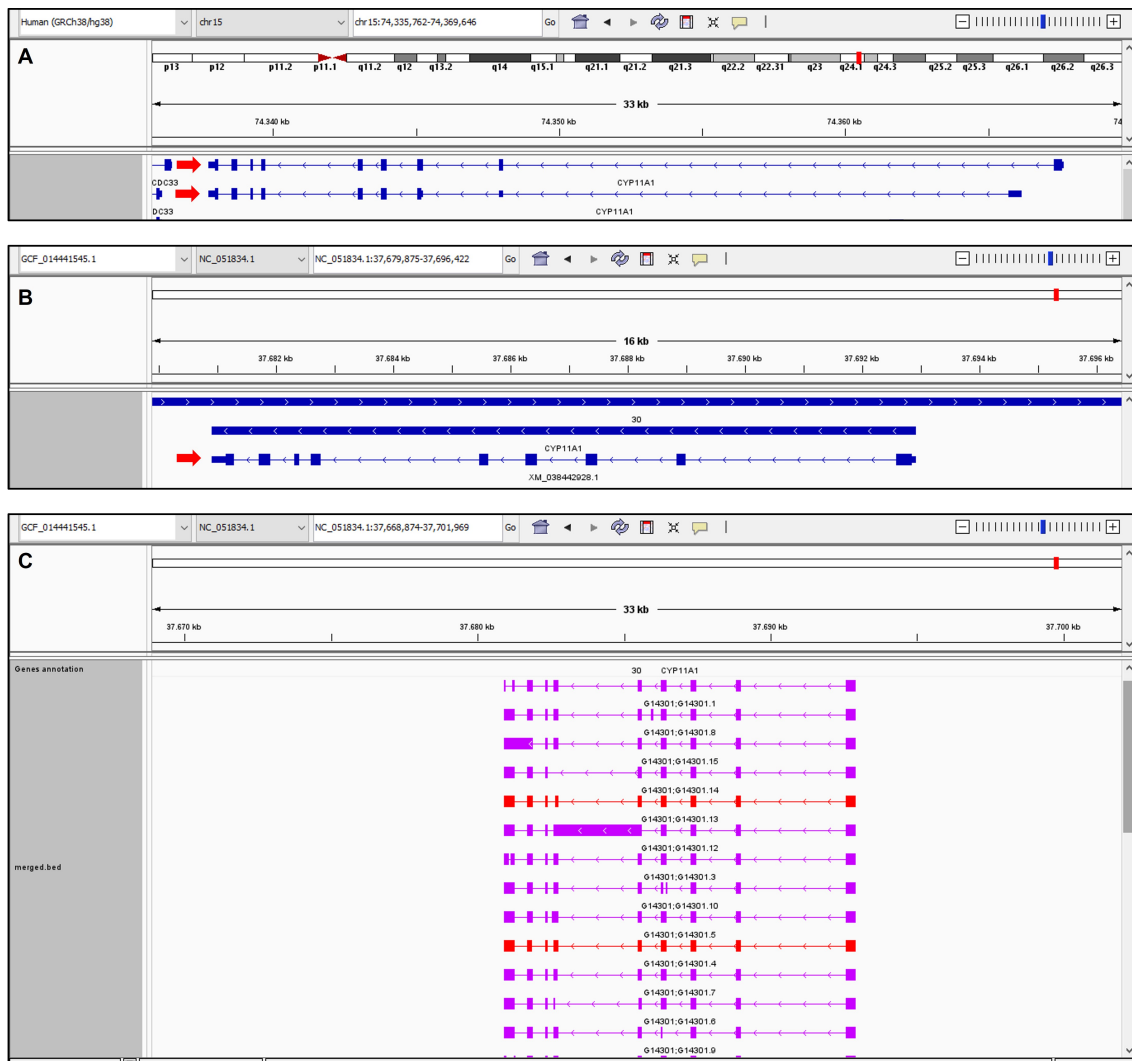 Human (GRCh38/hg38) chr15 chr15:74,335,762-74,369,646 Go
A
p13 p12 p11.2 p11.1 q11.2 q12 q13.2 q14 q15.1 q21.1 q21.2 q21.3 q22.2 q22.31 q23 q24.1 q24.3 q25.2 q25.3 q26.1 q26.2 q26.3
33 kb
74.340 kb 74.350 kb 74.360 kb 74
CDC33 CYP11A1
DC33 CYP11A1
GCF_014441545.1 NC_051834.1 NC_051834.1:37,679,875-37,696,422 Go
B
16 kb
37.682 kb 37.684 kb 37.686 kb 37.688 kb 37.690 kb 37.692 kb 37.694 kb 37.696 kb
30
CYP11A1
XM_038442928.1
GCF_014441545.1 NC_051834.1 NC_051834.1:37,668,874-37,701,969 Go
C
33 kb
37.670 kb 37.680 kb 37.690 kb 37.700 kb
Genes annotation 30 CYP11A1
G14301;G14301.1
G14301;G14301.8
G14301;G14301.15
G14301;G14301.14
G14301;G14301.13
G14301;G14301.12
merged.bed
G14301;G14301.3
G14301;G14301.10
G14301;G14301.5
G14301;G14301.4
G14301;G14301.7
G14301;G14301.6
G14301;G14301.9